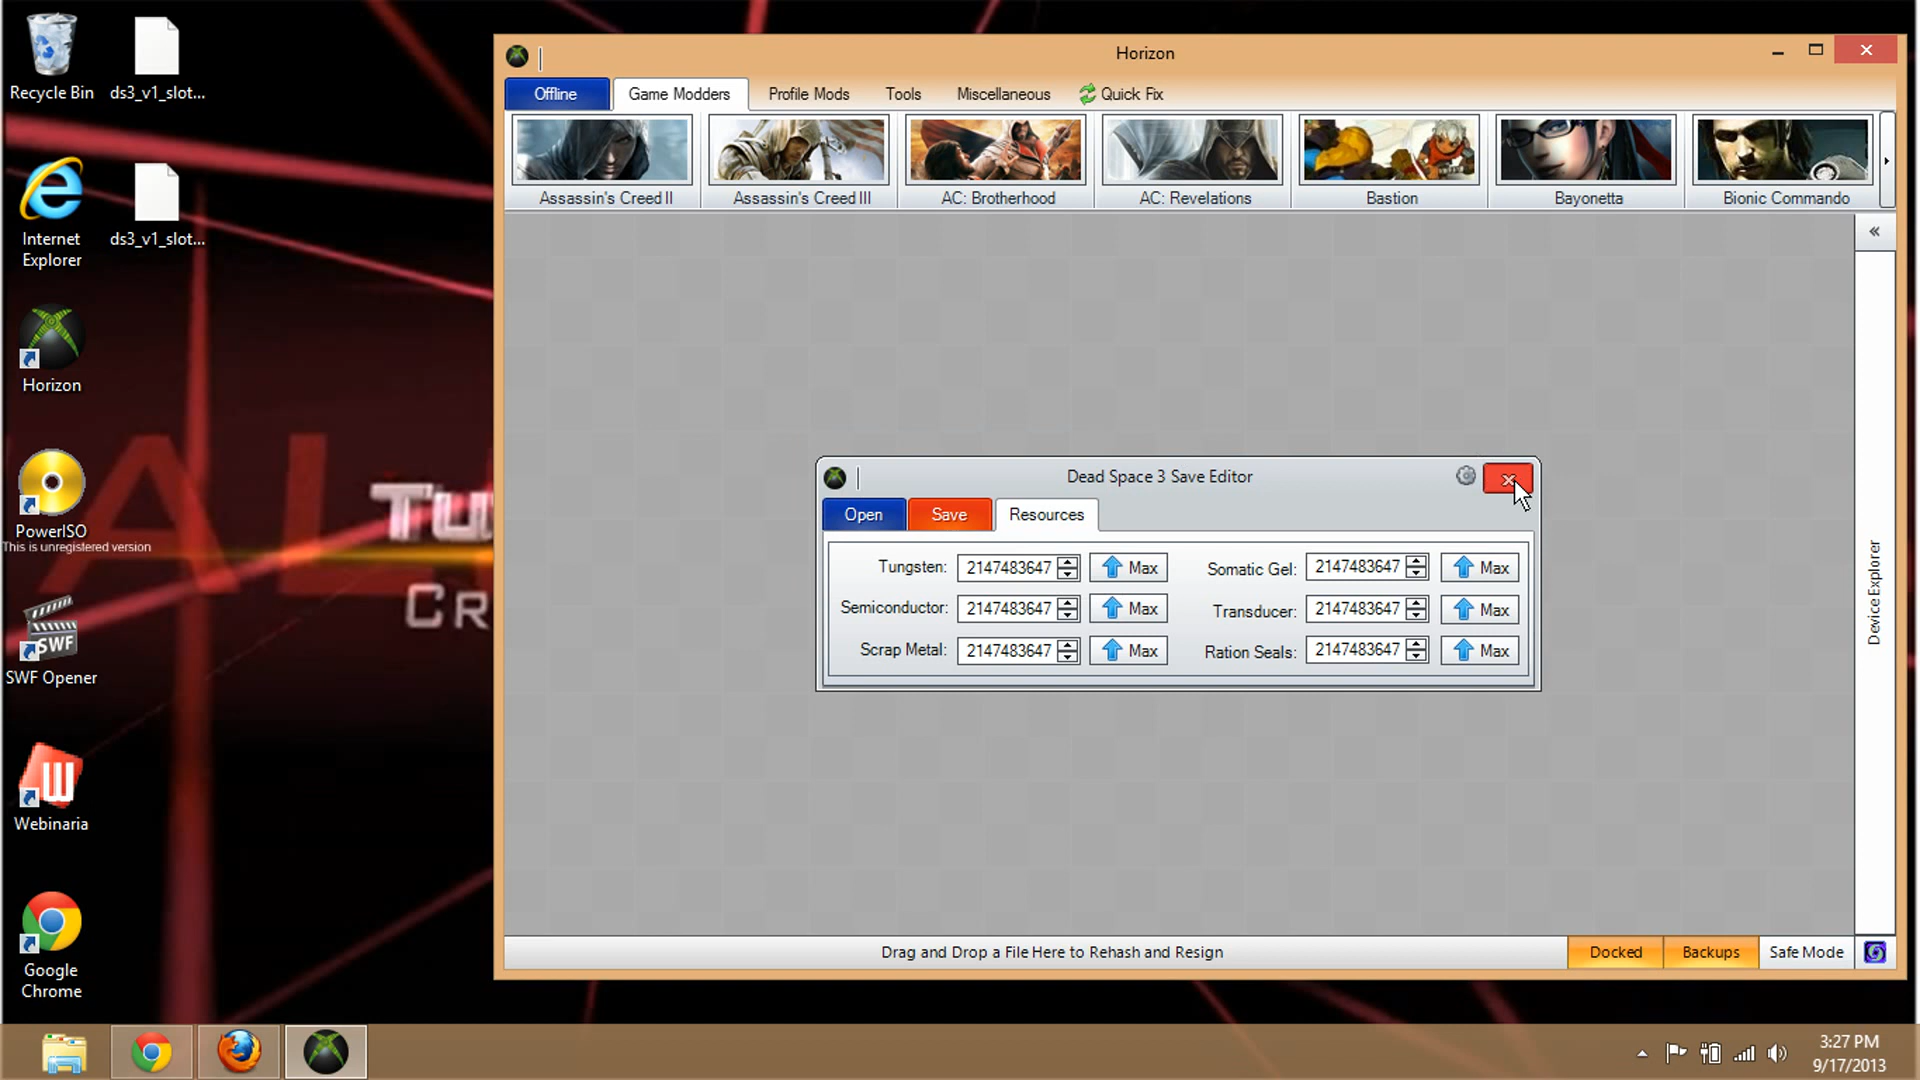 Recycle Bin
ds3_v1_slot...
Internet
Explorer
ds3_v1_slot...
Horizon
PowerISO
This is unregistered version
SWF
SWF Opener
Webinaria
Google
Chrome
Horizon
Offline
Game Modders
Profile Mods
Tools
Miscellaneous
Quick Fix
Assassin's Creed II
Assassin's Creed III
AC: Brotherhood
AC: Revelations
Bastion
Bayonetta
Bionic Commando
«
Device Explorer
Dead Space 3 Save Editor
Open
Save
Resources
Tungsten: 2147483647 Max
Somatic Gel: 2147483647 Max
Semiconductor: 2147483647 Max
Transducer: 2147483647 Max
Scrap Metal: 2147483647 Max
Ration Seals: 2147483647 Max
Drag and Drop a File Here to Rehash and Resign
Docked
Backups
Safe Mode
3:27 PM
9/17/2013